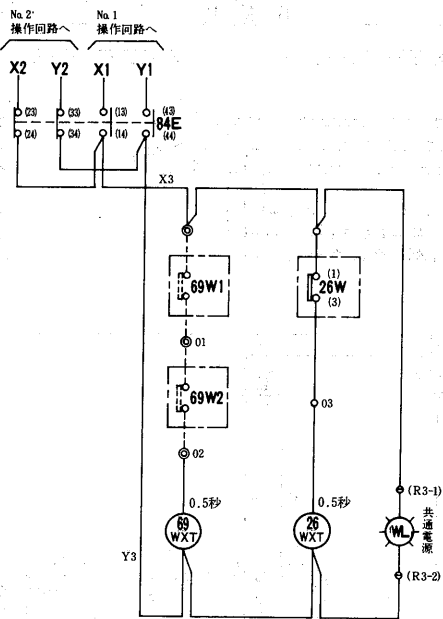 No. 2 No. 1
操作回路へ 操作回路へ
X2 Y2 X1 Y1
(23) (33) (13) (43)
84E
(24) (34) (14) (44)
X3
69W1
(1)
26W
(3)
01
69W2
03
02
0.5秒 0.5秒
(R3-1)
69
WXT
26
WXT
WL
共通電源
Y3
(R3-2)